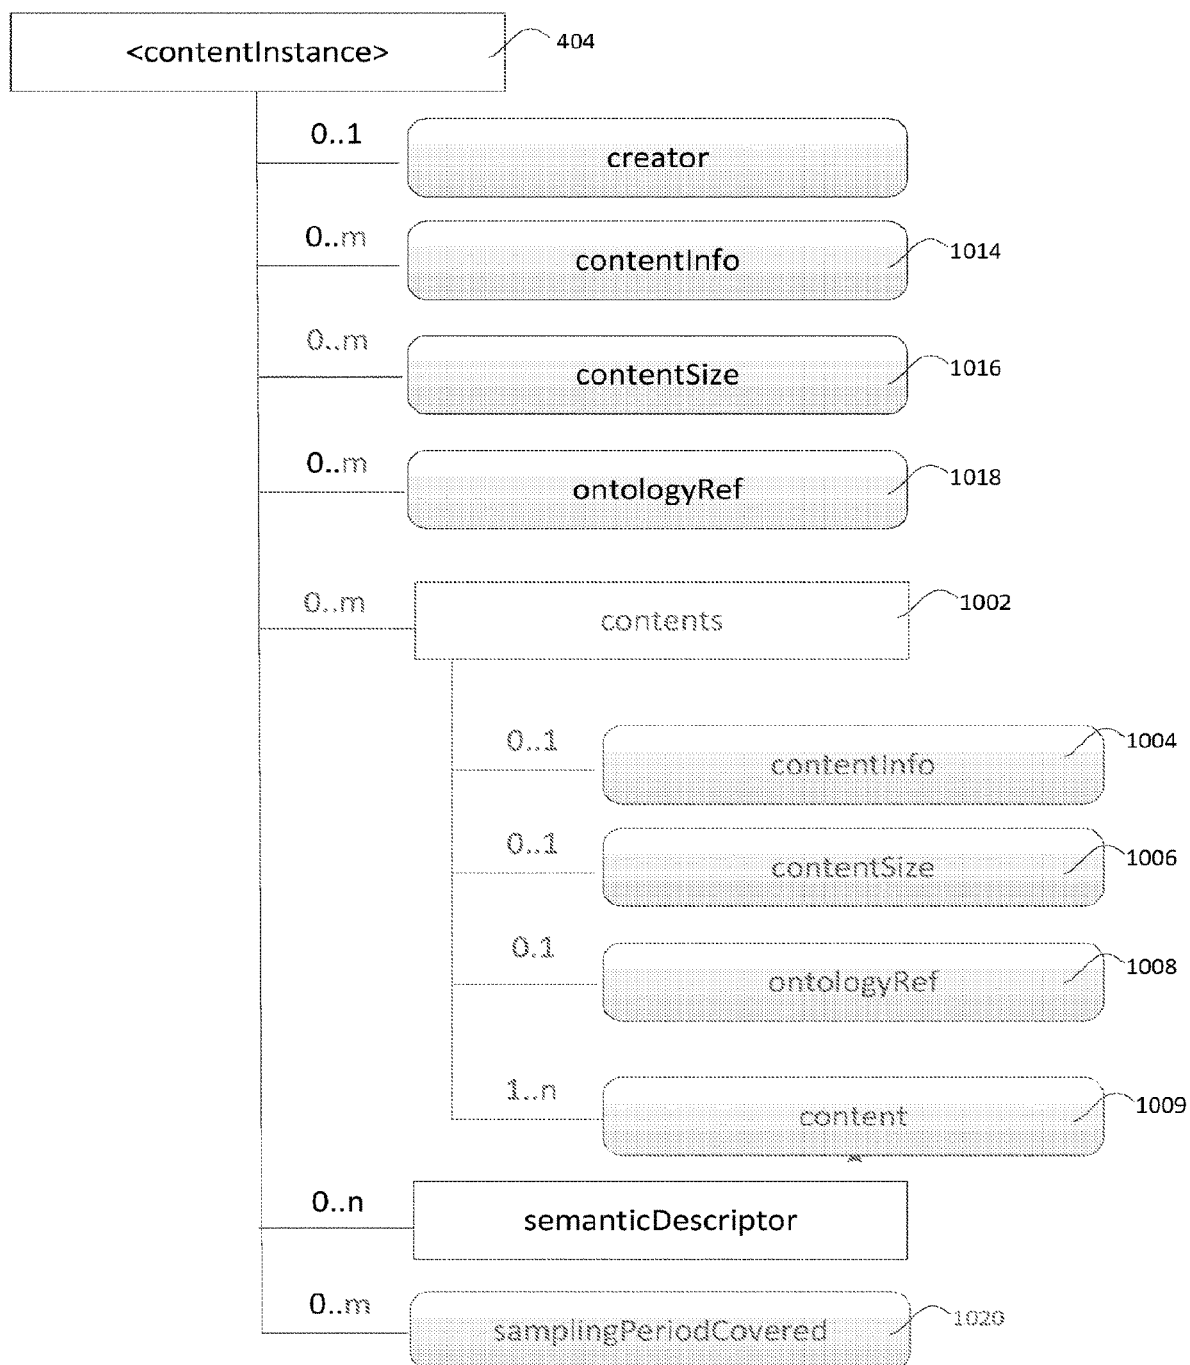 <contentInstance> 404
0..1 creator
0..m contentInfo 1014
0..m contentSize 1016
0..m ontologyRef 1018
0..m contents 1002
0..1 contentInfo 1004
0..1 contentSize 1006
0.1 ontologyRef 1008
1..n content 1009
0..n semanticDescriptor
0..m samplingPeriodCovered 1020